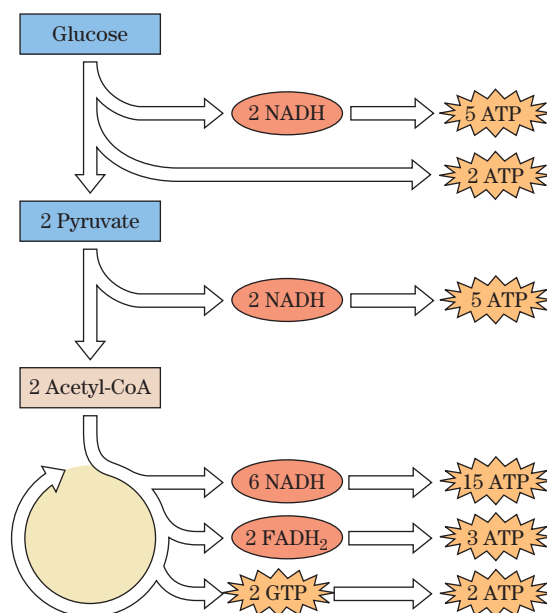 Glucose
2 NADH
5 ATP
2 ATP
2 Pyruvate
2 NADH
5 ATP
2 Acetyl-CoA
6 NADH
15 ATP
2 FADH₂
3 ATP
2 GTP
2 ATP